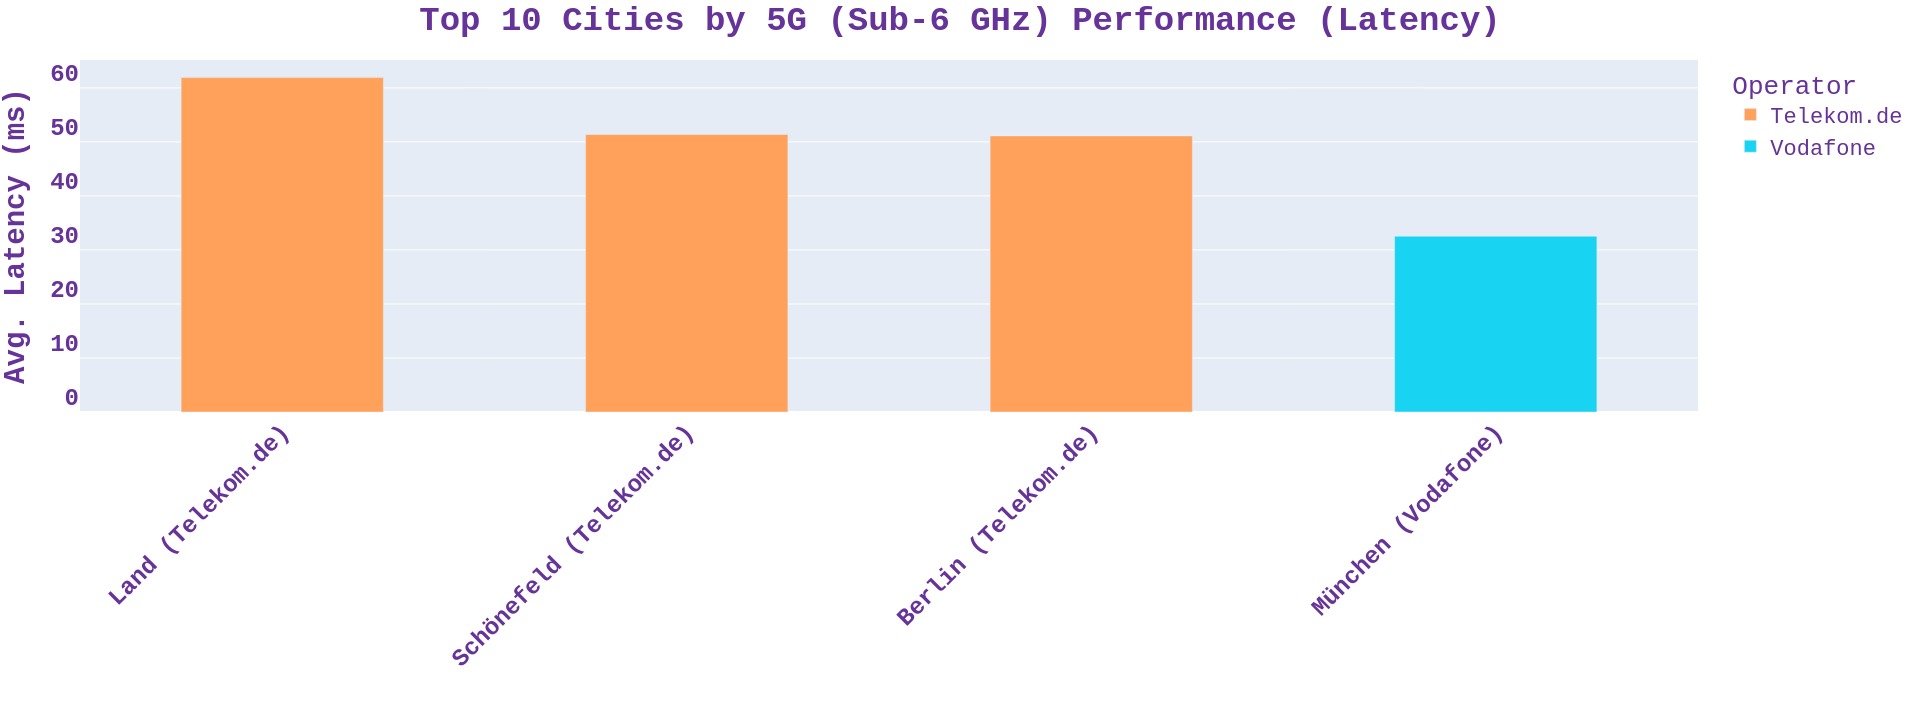 Top 10 Cities by 5G (Sub-6 GHz) Performance (Latency)
Avg. Latency (ms)
60
50
40
30
20
10
0
Land (Telekom.de)
Schönefeld (Telekom.de)
Berlin (Telekom.de)
München (Vodafone)
Operator
Telekom.de
Vodafone